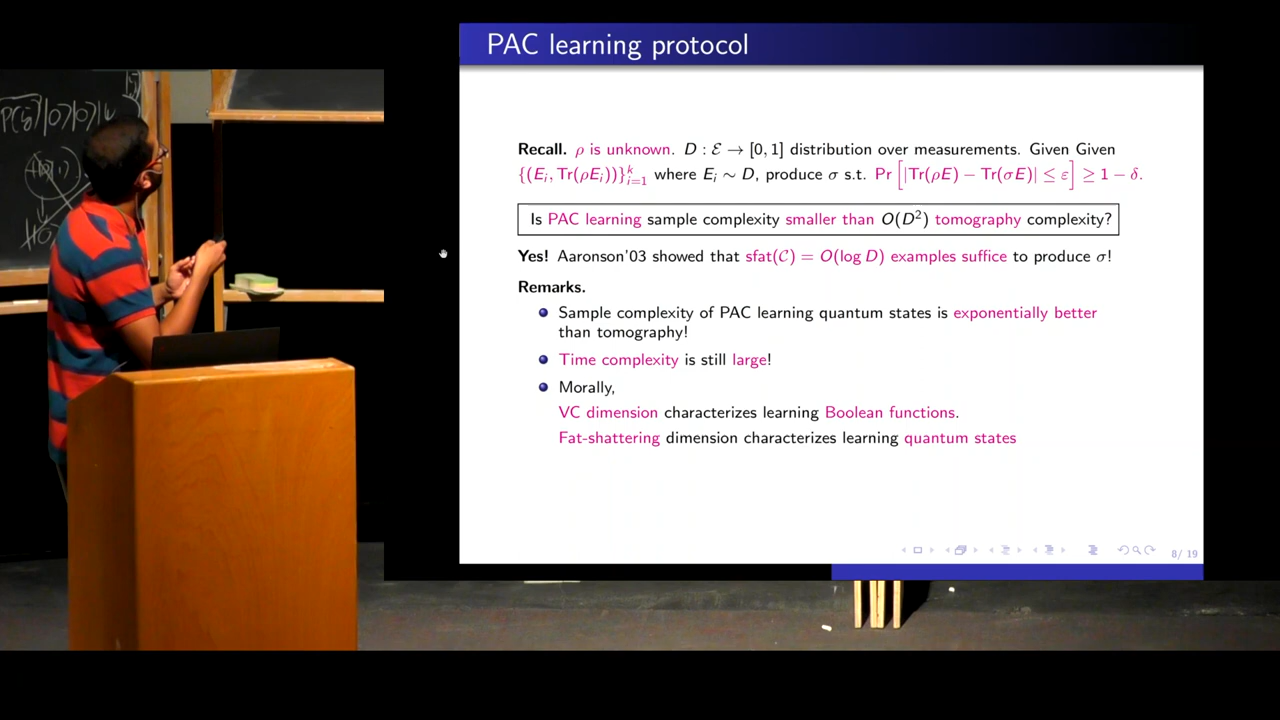 PAC learning protocol
Recall. ρ is unknown. D : ℰ → [0, 1] distribution over measurements. Given Given
{(E_i, Tr(ρE_i))}_{i=1}^k where E_i ∼ D, produce σ s.t. Pr[|Tr(ρE) − Tr(σE)| ≤ ε] ≥ 1 − δ.
Is PAC learning sample complexity smaller than O(D²) tomography complexity?
Yes! Aaronson'03 showed that sfat(𝒞) = O(log D) examples suffice to produce σ!
Remarks.
Sample complexity of PAC learning quantum states is exponentially better
than tomography!
Time complexity is still large!
Morally,
VC dimension characterizes learning Boolean functions.
Fat-shattering dimension characterizes learning quantum states
8/ 19